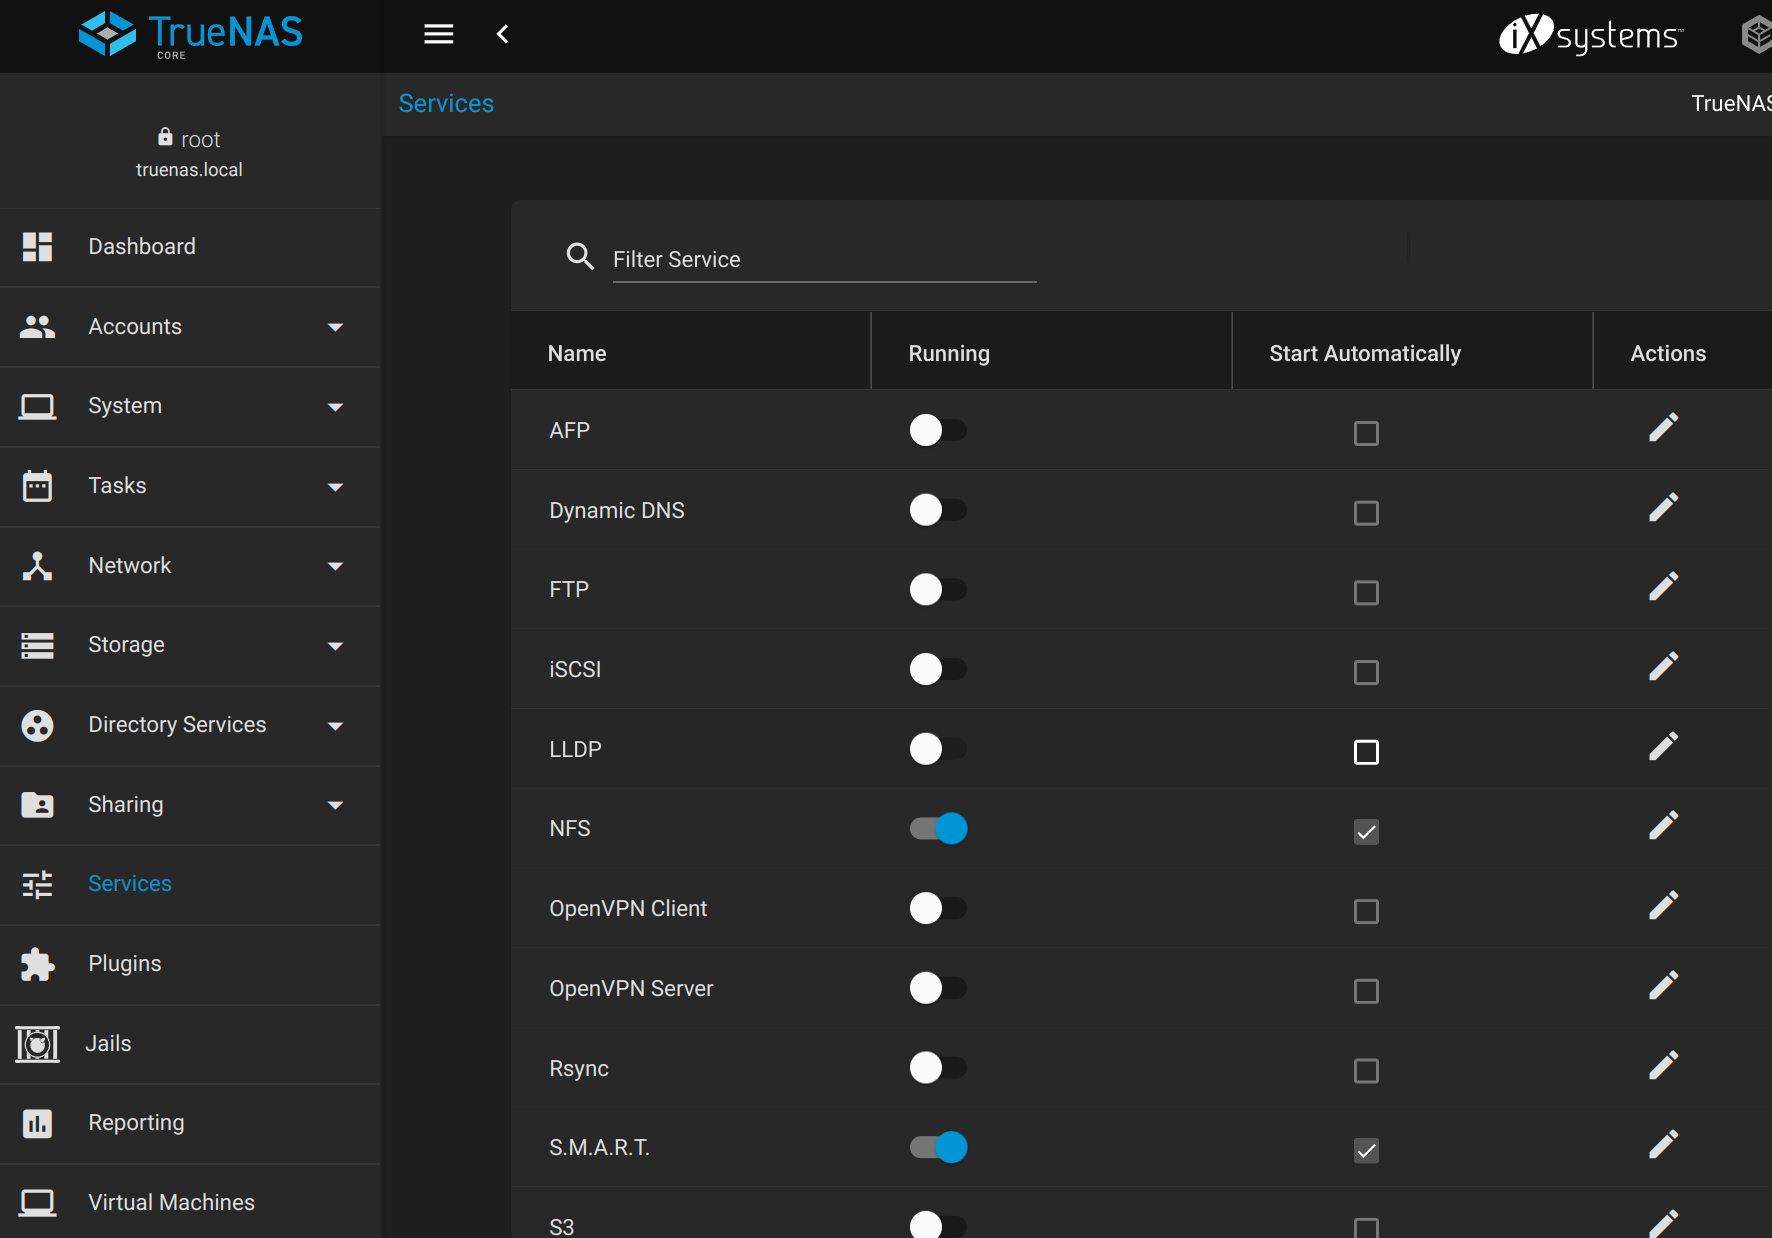 TrueNAS
CORE
iXsystems™
root
truenas.local
Services
TrueNAS
Dashboard
Accounts
System
Tasks
Network
Storage
Directory Services
Sharing
Services
Plugins
Jails
Reporting
Virtual Machines
Filter Service
Name Running Start Automatically Actions
AFP
Dynamic DNS
FTP
iSCSI
LLDP
NFS
OpenVPN Client
OpenVPN Server
Rsync
S.M.A.R.T.
S3